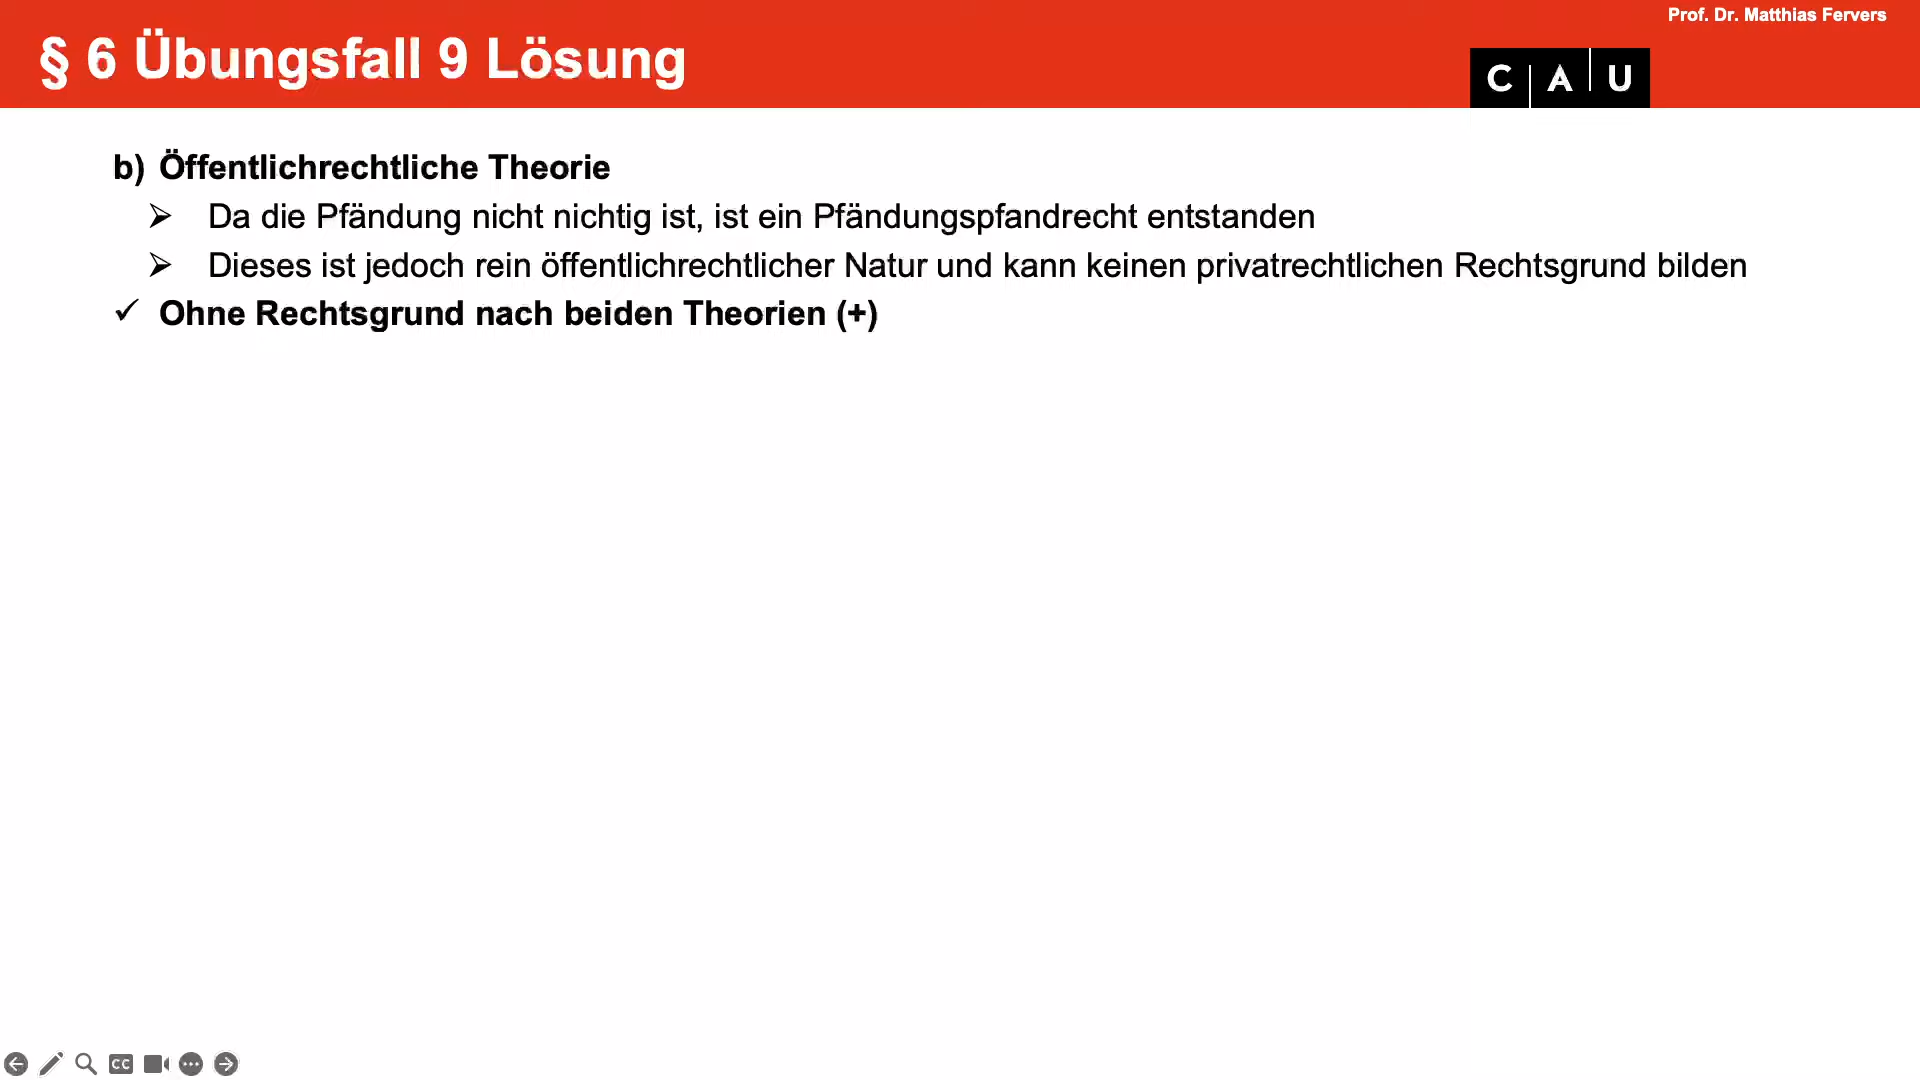 Prof. Dr. Matthias Fervers
§ 6 Übungsfall 9 Lösung
C A U
b) Öffentlichrechtliche Theorie
➢ Da die Pfändung nicht nichtig ist, ist ein Pfändungspfandrecht entstanden
➢ Dieses ist jedoch rein öffentlichrechtlicher Natur und kann keinen privatrechtlichen Rechtsgrund bilden
✓ Ohne Rechtsgrund nach beiden Theorien (+)
CC